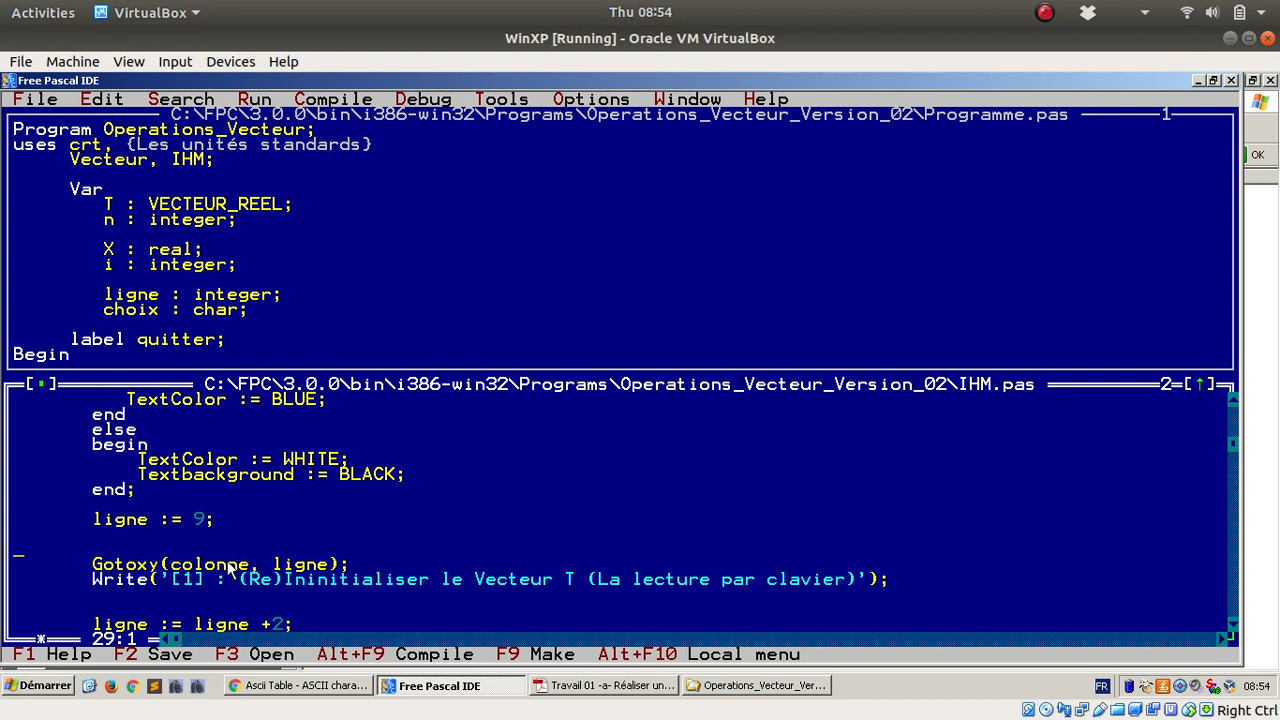 Activities VirtualBox Thu 08:54
WinXP [Running] - Oracle VM VirtualBox
File Machine View Input Devices Help
Free Pascal IDE
File Edit Search Run Compile Debug Tools Options Window Help
C:\FPC\3.0.0\bin\i386-win32\Programs\Operations_Vecteur_Version_02\Programme.pas 1
Program Operations_Vecteur;
uses crt, {Les unités standards}
Vecteur, IHM;
OK
Var
T : VECTEUR_REEL;
n : integer;
X : real;
i : integer;
ligne : integer;
choix : char;
label quitter;
Begin
C:\FPC\3.0.0\bin\i386-win32\Programs\Operations_Vecteur_Version_02\IHM.pas 2=[↑]
TextColor := BLUE;
end
else
begin
TextColor := WHITE;
Textbackground := BLACK;
end;
ligne := 9;
Gotoxy(colonne, ligne);
Write('[1] : (Re)Ininitialiser le Vecteur T (La lecture par clavier)');
ligne := ligne +2;
29:1
F1 Help F2 Save F3 Open Alt+F9 Compile F9 Make Alt+F10 Local menu
Démarrer Ascii Table - ASCII chara... Free Pascal IDE Travail 01 -a- Réaliser un... Operations_Vecteur_Ver... FR 08:54
Right Ctrl